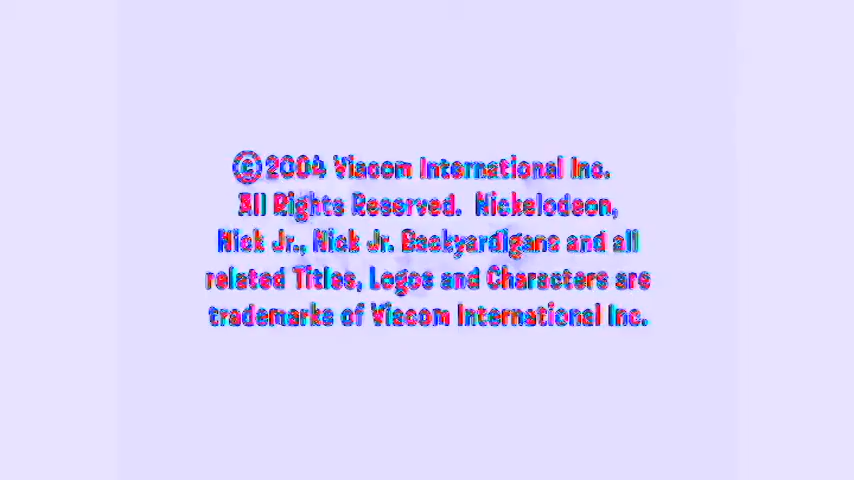 ©2004 Viacom International Inc.
All Rights Reserved. Nickelodeon,
Nick Jr., Nick Jr. Backyardigans and all
related Titles, Logos and Characters are
trademarks of Viacom International Inc.